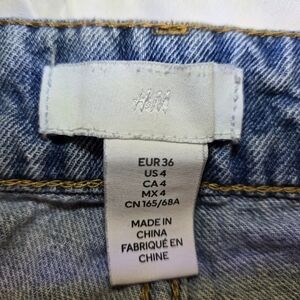 H&M
EUR 36
US 4
CA 4
MX 4
CN 165/68A
MADE IN
CHINA
FABRIQUÉ EN
CHINE